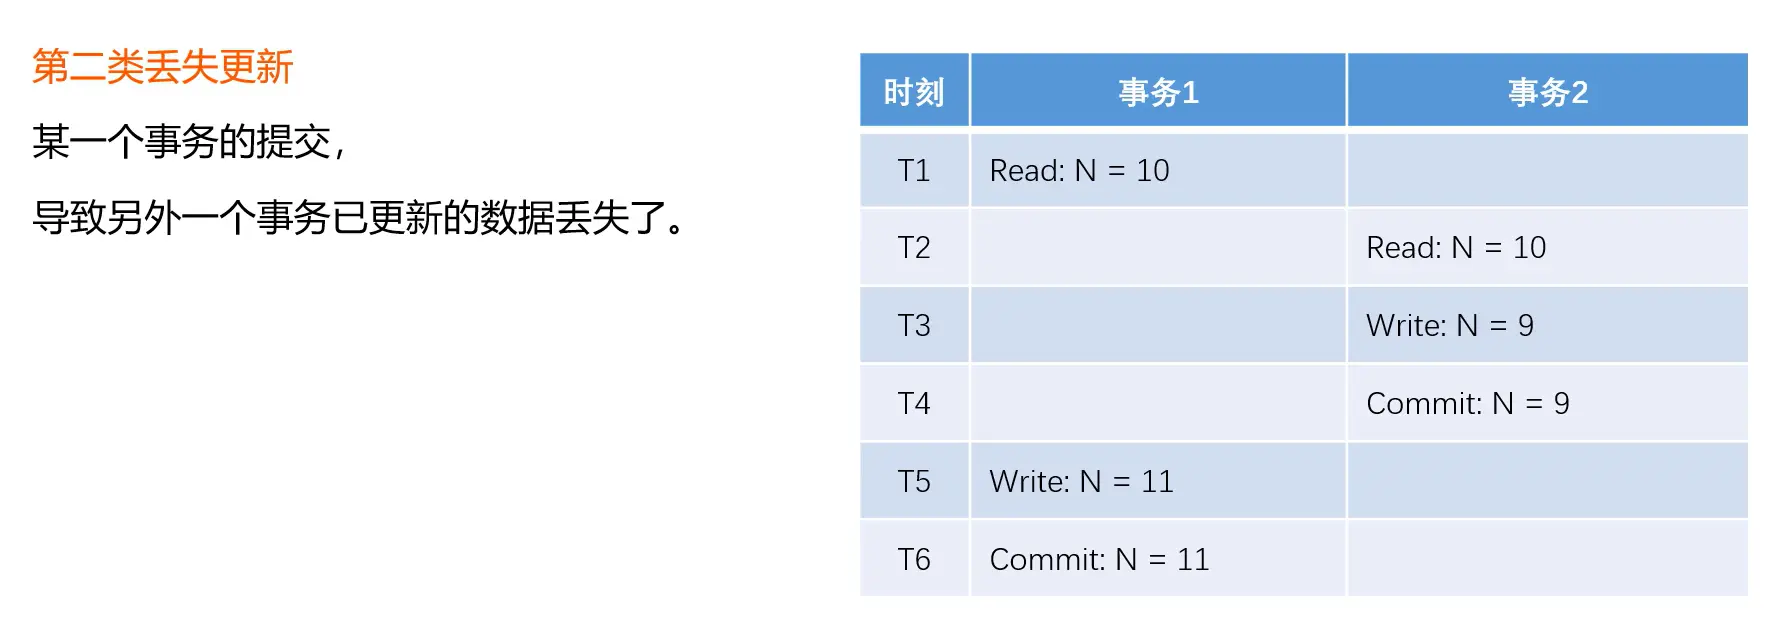 第二类丢失更新
某一个事务的提交，
导致另外一个事务已更新的数据丢失了。
时刻 事务1 事务2
T1 Read: N = 10
T2 Read: N = 10
T3 Write: N = 9
T4 Commit: N = 9
T5 Write: N = 11
T6 Commit: N = 11